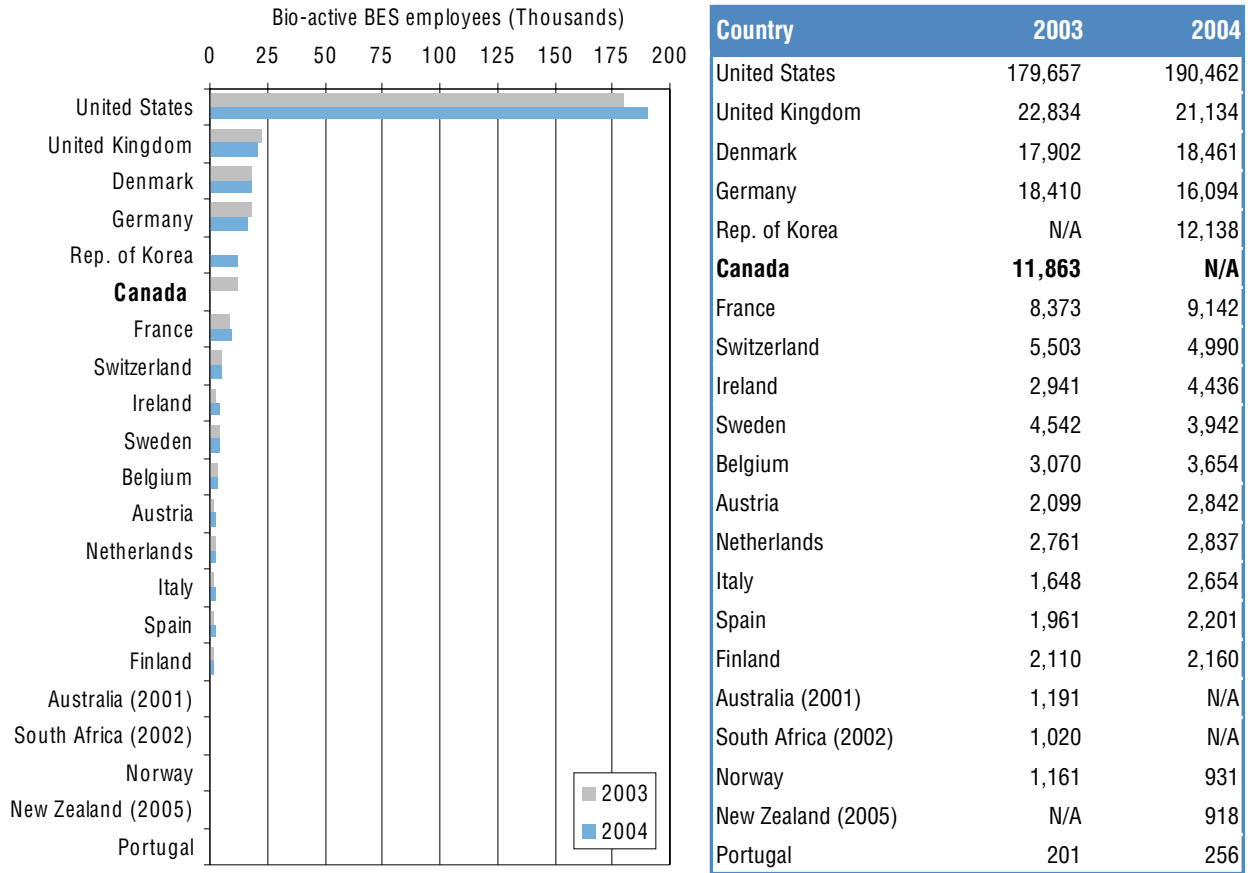 Bio-active BES employees (Thousands)
0 25 50 75 100 125 150 175 200
United States
United Kingdom
Denmark
Germany
Rep. of Korea
Canada
France
Switzerland
Ireland
Sweden
Belgium
Austria
Netherlands
Italy
Spain
Finland
Australia (2001)
South Africa (2002)
Norway
New Zealand (2005)
Portugal
2003
2004
Country 2003 2004
United States 179,657 190,462
United Kingdom 22,834 21,134
Denmark 17,902 18,461
Germany 18,410 16,094
Rep. of Korea N/A 12,138
Canada 11,863 N/A
France 8,373 9,142
Switzerland 5,503 4,990
Ireland 2,941 4,436
Sweden 4,542 3,942
Belgium 3,070 3,654
Austria 2,099 2,842
Netherlands 2,761 2,837
Italy 1,648 2,654
Spain 1,961 2,201
Finland 2,110 2,160
Australia (2001) 1,191 N/A
South Africa (2002) 1,020 N/A
Norway 1,161 931
New Zealand (2005) N/A 918
Portugal 201 256